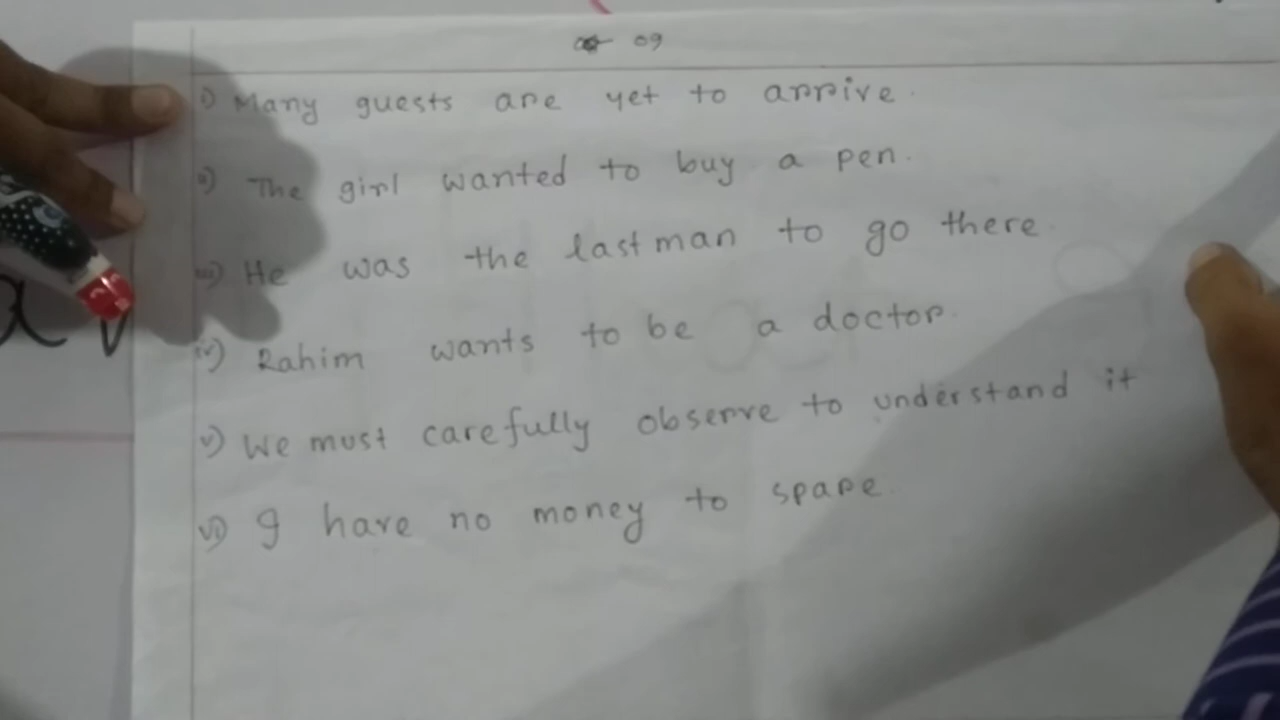 09
i) Many guests are yet to arrive.
ii) The girl wanted to buy a pen.
iii) He was the last man to go there.
iv) Rahim wants to be a doctor.
v) We must carefully observe to understand it
vi) I have no money to spare.